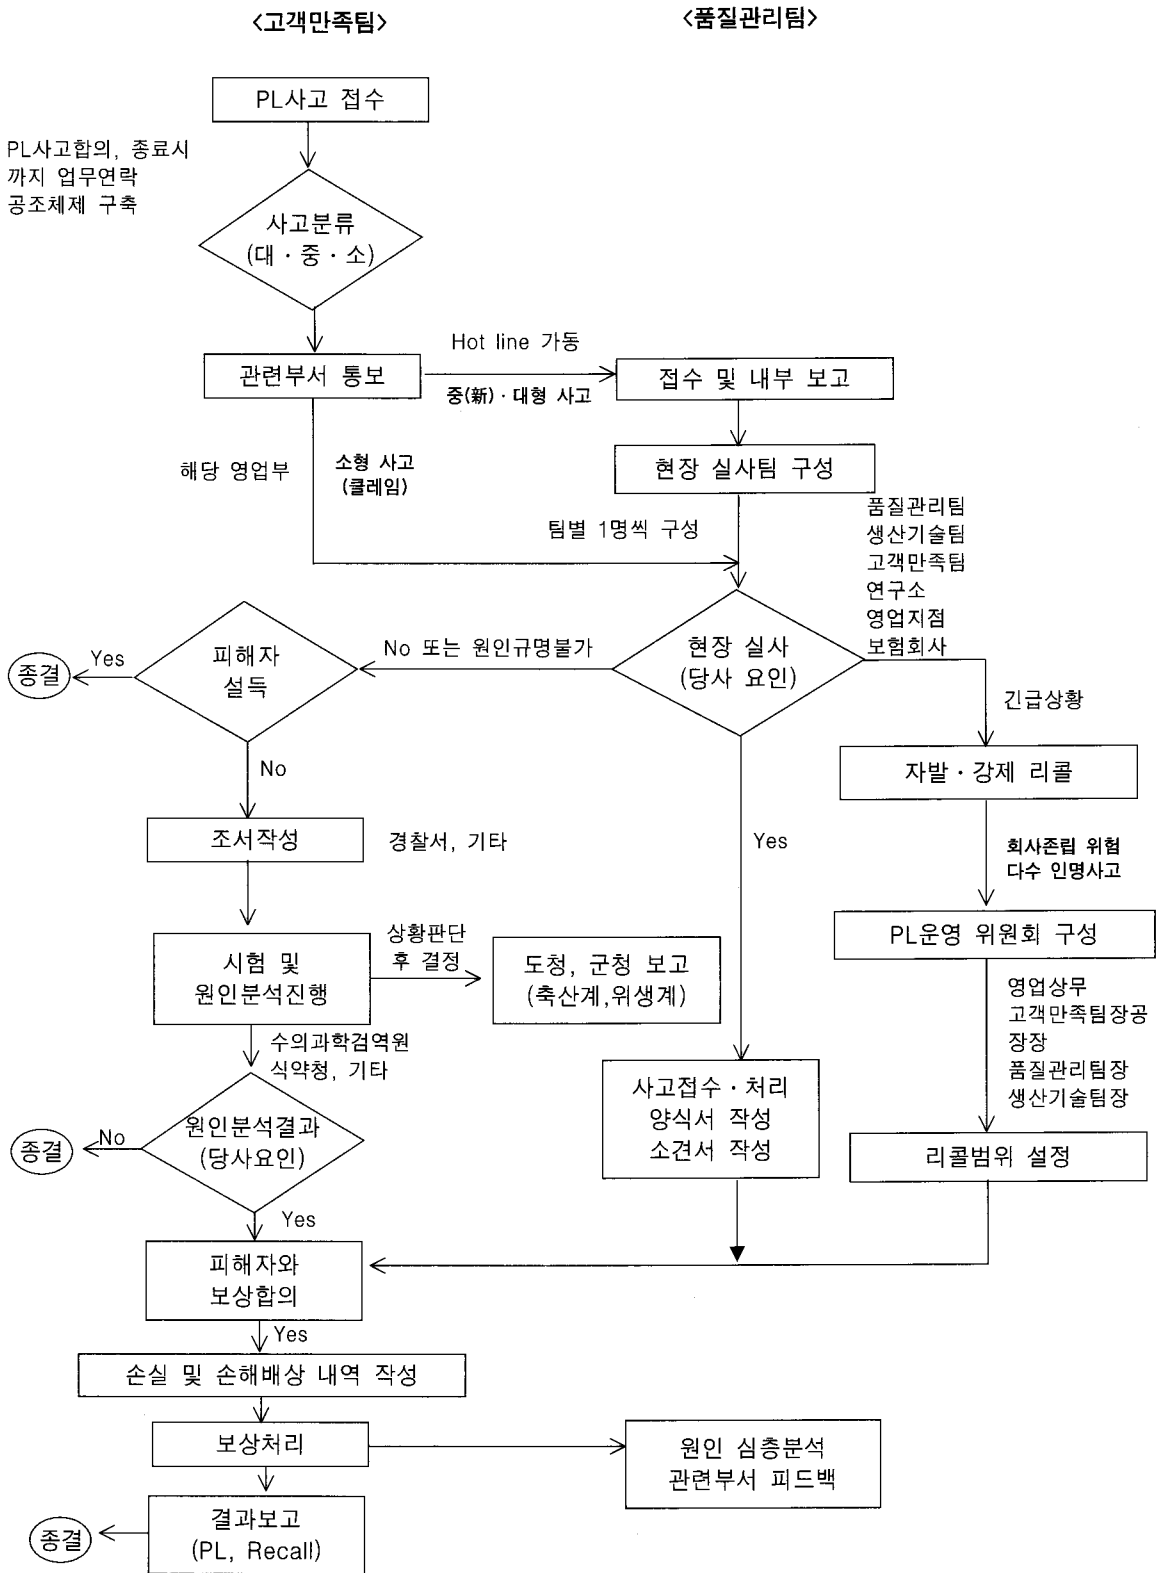 <고객만족팀>
<품질관리팀>
PL사고 접수
PL사고합의, 종료시
까지 업무연락
공조체제 구축
사고분류
(대 · 중 · 소)
Hot line 가동
관련부서 통보
접수 및 내부 보고
중(新) · 대형 사고
해당 영업부
소형 사고
(클레임)
현장 실사팀 구성
팀별 1명씩 구성
품질관리팀
생산기술팀
고객만족팀
연구소
영업지점
보험회사
현장 실사
(당사 요인)
No 또는 원인규명불가
피해자
설득
Yes
종결
긴급상황
No
자발 · 강제 리콜
조서작성
경찰서, 기타
Yes
회사존립 위험
다수 인명사고
PL운영 위원회 구성
시험 및
원인분석진행
상황판단
후 결정
도청, 군청 보고
(축산계,위생계)
영업상무
고객만족팀장공
장장
품질관리팀장
생산기술팀장
수의과학검역원
식약청, 기타
사고접수 · 처리
양식서 작성
소견서 작성
원인분석결과
(당사요인)
No
종결
리콜범위 설정
Yes
피해자와
보상합의
Yes
손실 및 손해배상 내역 작성
보상처리
원인 심층분석
관련부서 피드백
결과보고
(PL, Recall)
종결